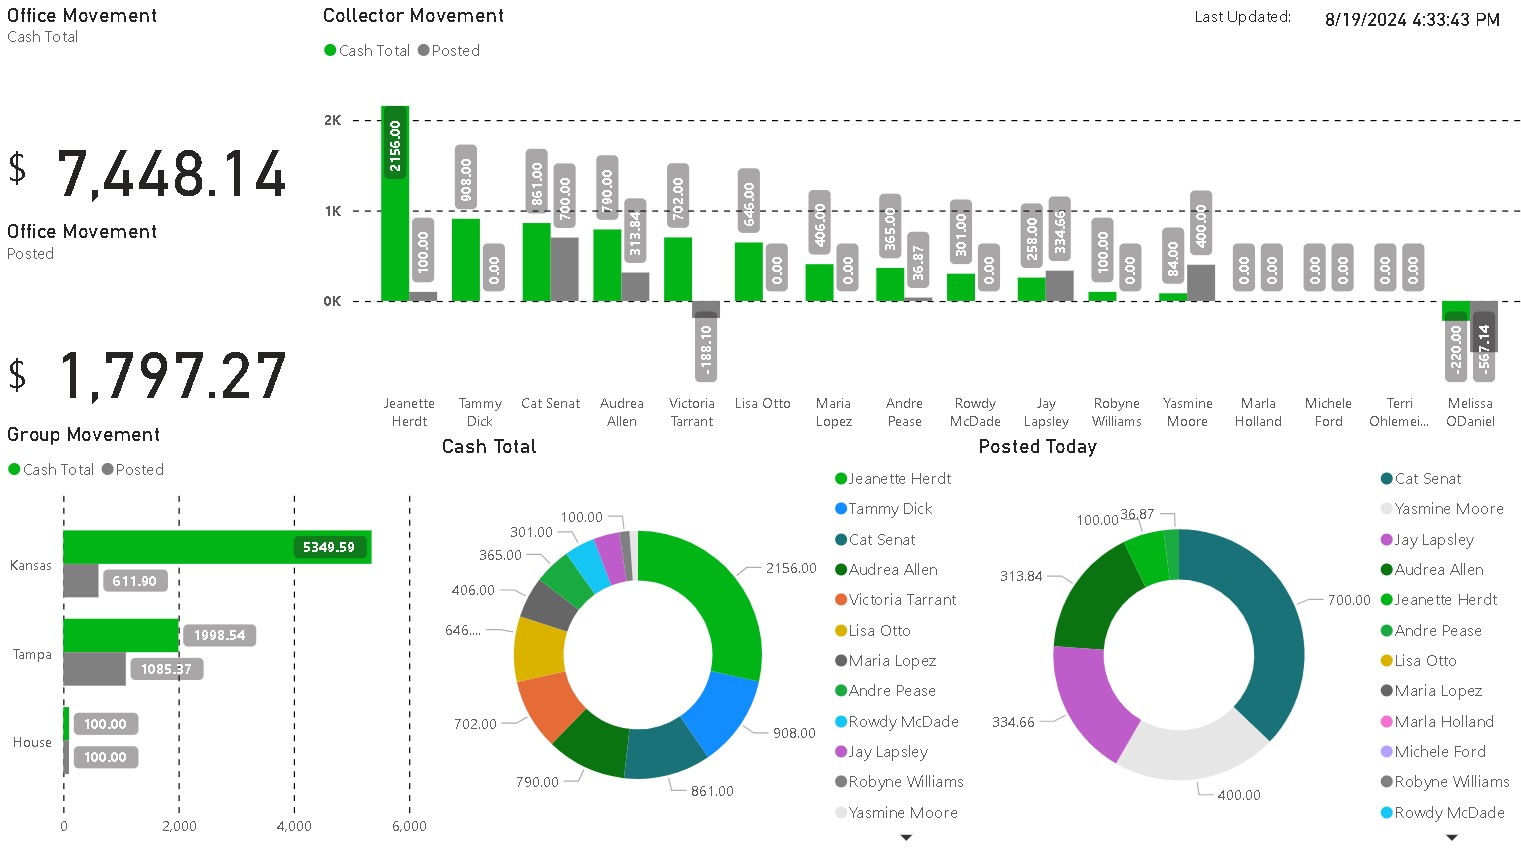 Office Movement
Cash Total
$ 7,448.14
Office Movement
Posted
$ 1,797.27
Collector Movement
Cash Total Posted
Last Updated: 8/19/2024 4:33:43 PM
2K
1K
0K
2156.00
100.00
908.00
0.00
861.00
700.00
790.00
313.84
702.00
-188.10
646.00
0.00
406.00
0.00
365.00
36.87
301.00
0.00
258.00
334.66
100.00
0.00
84.00
400.00
0.00
0.00
0.00
0.00
0.00
0.00
-220.00
-567.14
Jeanette
Herdt
Tammy
Dick
Cat Senat
Audrea
Allen
Victoria
Tarrant
Lisa Otto
Maria
Lopez
Andre
Pease
Rowdy
McDade
Jay
Lapsley
Robyne
Williams
Yasmine
Moore
Marla
Holland
Michele
Ford
Terri
Ohlemei...
Melissa
ODaniel
Group Movement
Cash Total Posted
Kansas
5349.59
611.90
Tampa
1998.54
1085.37
House
100.00
100.00
0
2,000
4,000
6,000
Cash Total
2156.00
908.00
861.00
790.00
702.00
646....
406.00
365.00
301.00
100.00
Jeanette Herdt
Tammy Dick
Cat Senat
Audrea Allen
Victoria Tarrant
Lisa Otto
Maria Lopez
Andre Pease
Rowdy McDade
Jay Lapsley
Robyne Williams
Yasmine Moore
Posted Today
700.00
400.00
334.66
313.84
100.00
36.87
Cat Senat
Yasmine Moore
Jay Lapsley
Audrea Allen
Jeanette Herdt
Andre Pease
Lisa Otto
Maria Lopez
Marla Holland
Michele Ford
Robyne Williams
Rowdy McDade